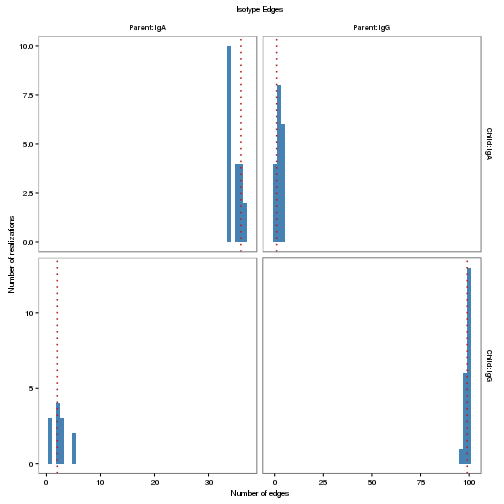 Isotype Edges
Parent:IgA Parent:IgG
10.0
7.5
5.0
2.5
0.0
Child:IgA
Number of realizations
10
5
0
Child:IgG
0 10 20 30 0 25 50 75 100
Number of edges